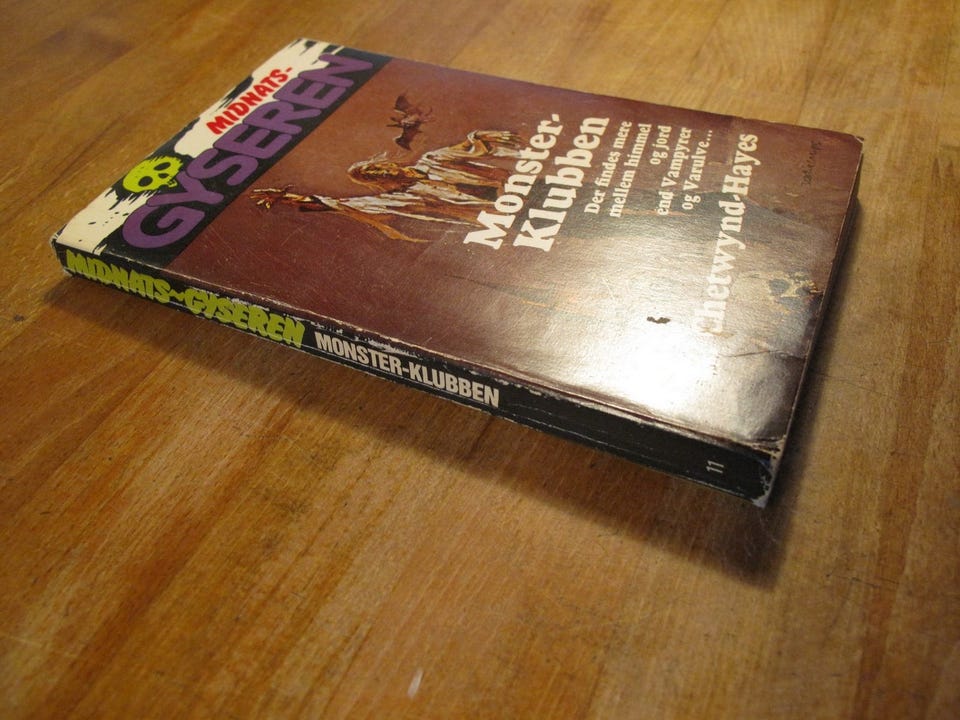 MIDNATS-
GYSEREN
Monster-
Klubben
Der findes mere
mellem himmel
og jord
end Vampyrer
og Varulve...
hetwynd-Hayes
MIDNATS-GYSEREN MONSTER-KLUBBEN 11